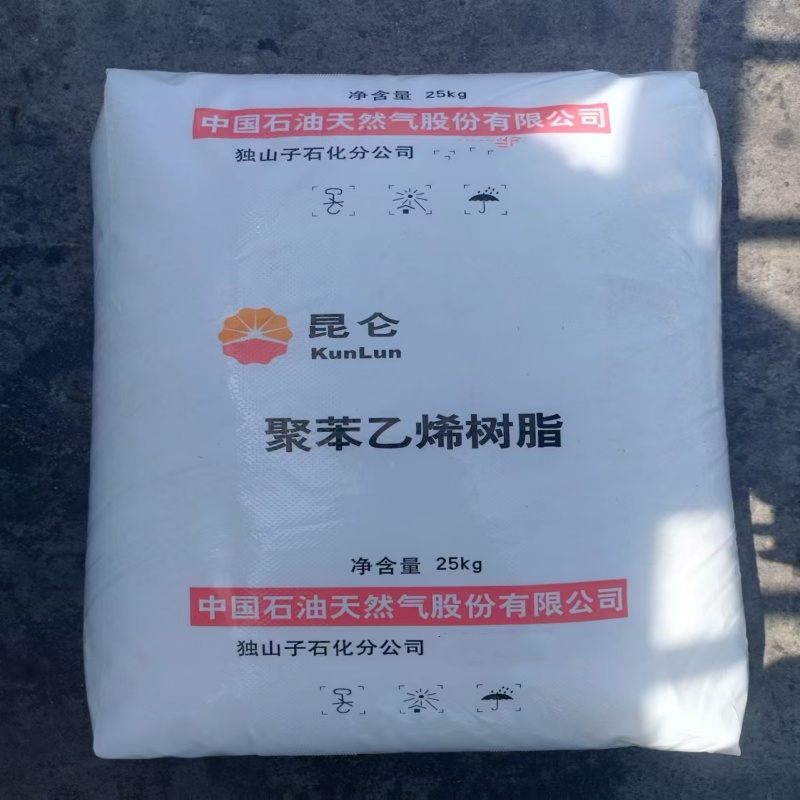 净含量 25kg
中国石油天然气股份有限公司
独山子石化分公司
昆仑
KunLun
聚苯乙烯树脂
净含量 25kg
中国石油天然气股份有限公司
独山子石化分公司